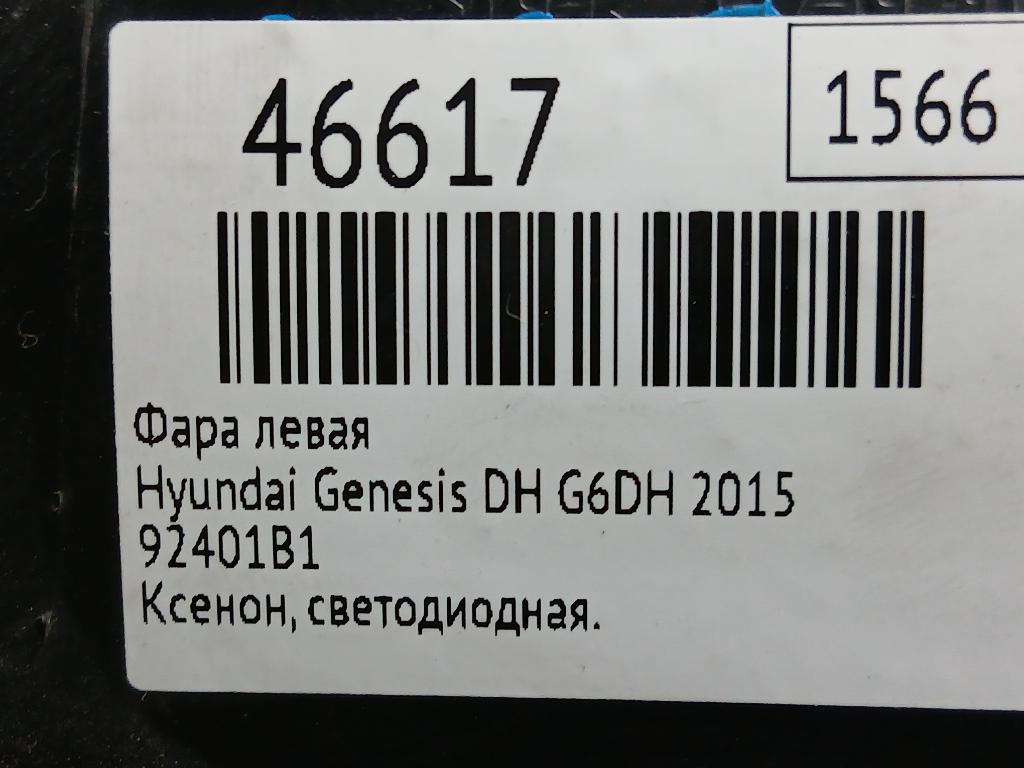 46617
1566
Фара левая
Hyundai Genesis DH G6DH 2015
92401B1
Ксенон, светодиодная.